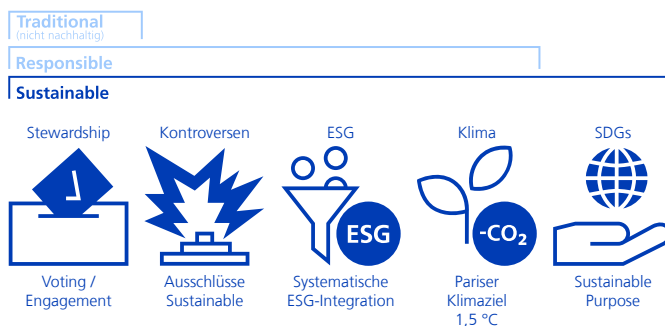 Traditional
(nicht nachhaltig)
Responsible
Sustainable
Stewardship
Kontroversen
ESG
Klima
SDGs
ESG
-CO₂
Voting /
Engagement
Ausschlüsse
Sustainable
Systematische
ESG-Integration
Pariser
Klimaziel
1,5 °C
Sustainable
Purpose